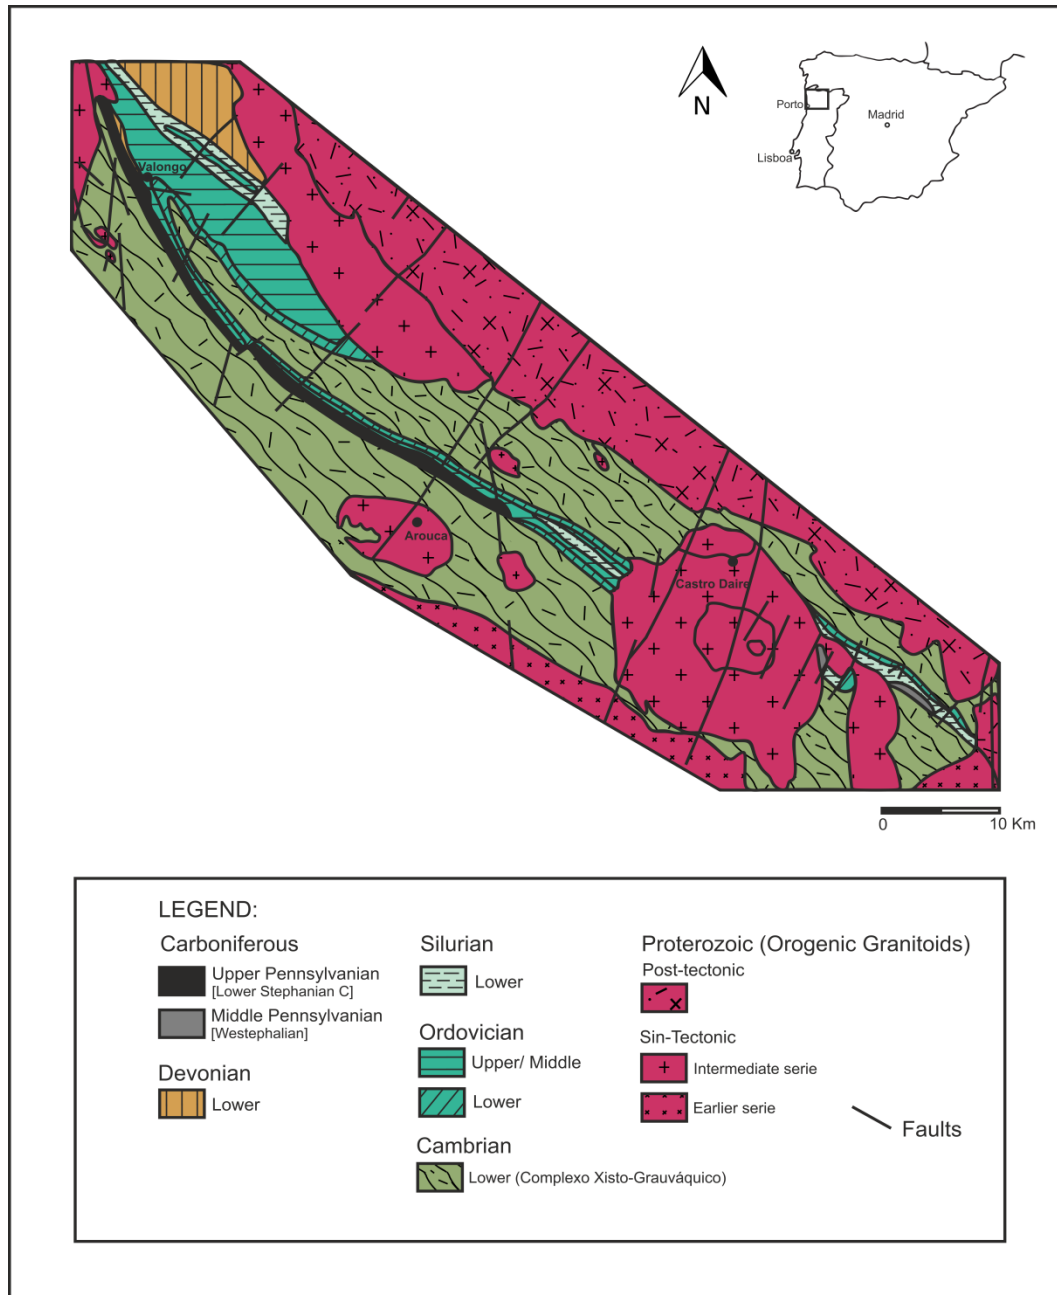 N
Porto
Madrid
Lisboa
Valongo
Arouca
Castro Daire
0 10 Km
LEGEND:
Carboniferous
Upper Pennsylvanian
[Lower Stephanian C]
Middle Pennsylvanian
[Westephalian]
Devonian
Lower
Silurian
Lower
Ordovician
Upper/ Middle
Lower
Cambrian
Lower (Complexo Xisto-Grauváquico)
Proterozoic (Orogenic Granitoids)
Post-tectonic
Sin-Tectonic
Intermediate serie
Earlier serie
Faults